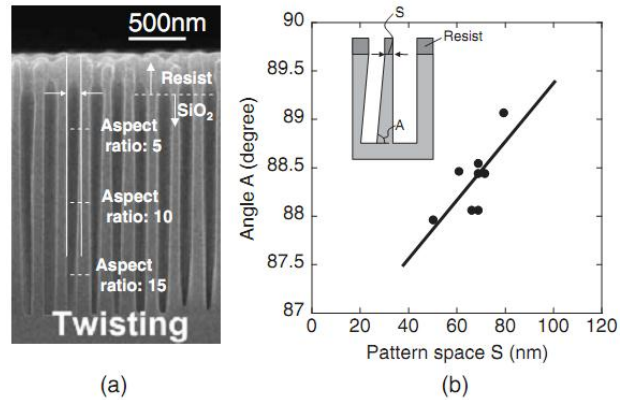 (a)
500nm
Resist
SiO₂
Aspect
ratio: 5
Aspect
ratio: 10
Aspect
ratio: 15
Twisting
(b)
90
89.5
89
88.5
88
87.5
87
Angle A (degree)
S
Resist
A
0
20
40
60
80
100
120
Pattern space S (nm)
(a)
(b)